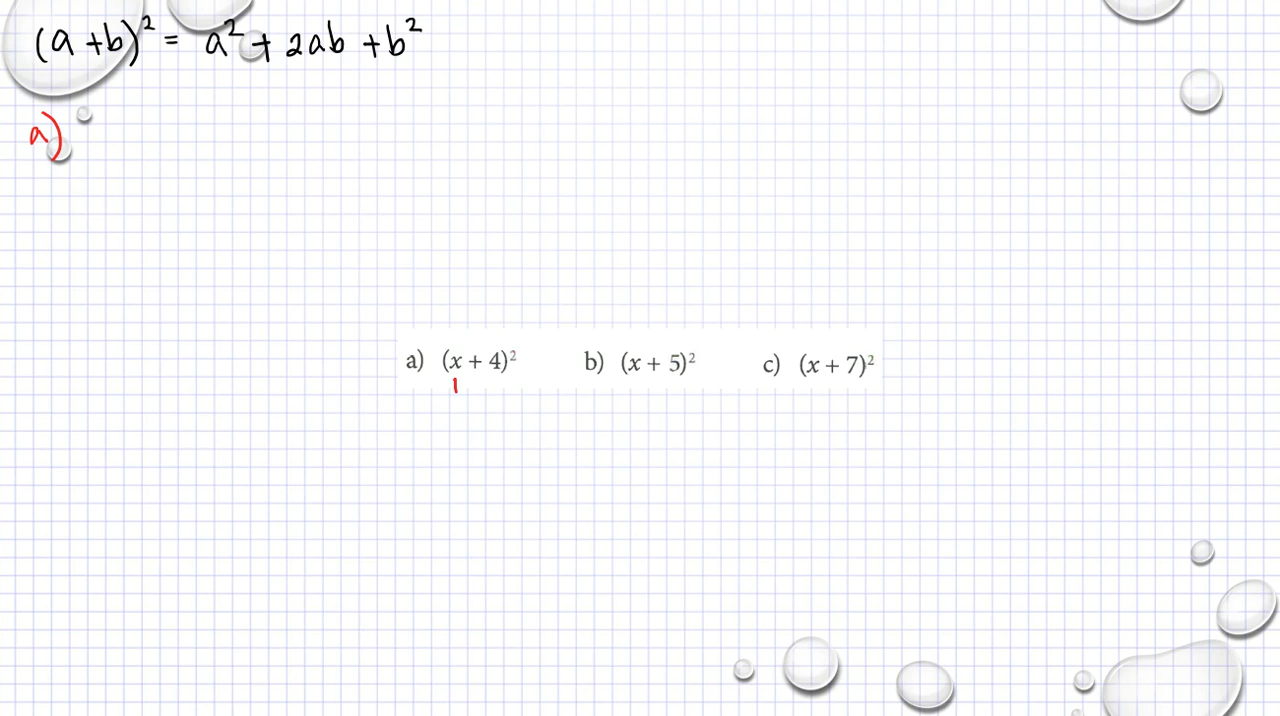 (a + b)² = a² + 2ab + b²
a)
a) (x + 4)² b) (x + 5)² c) (x + 7)²